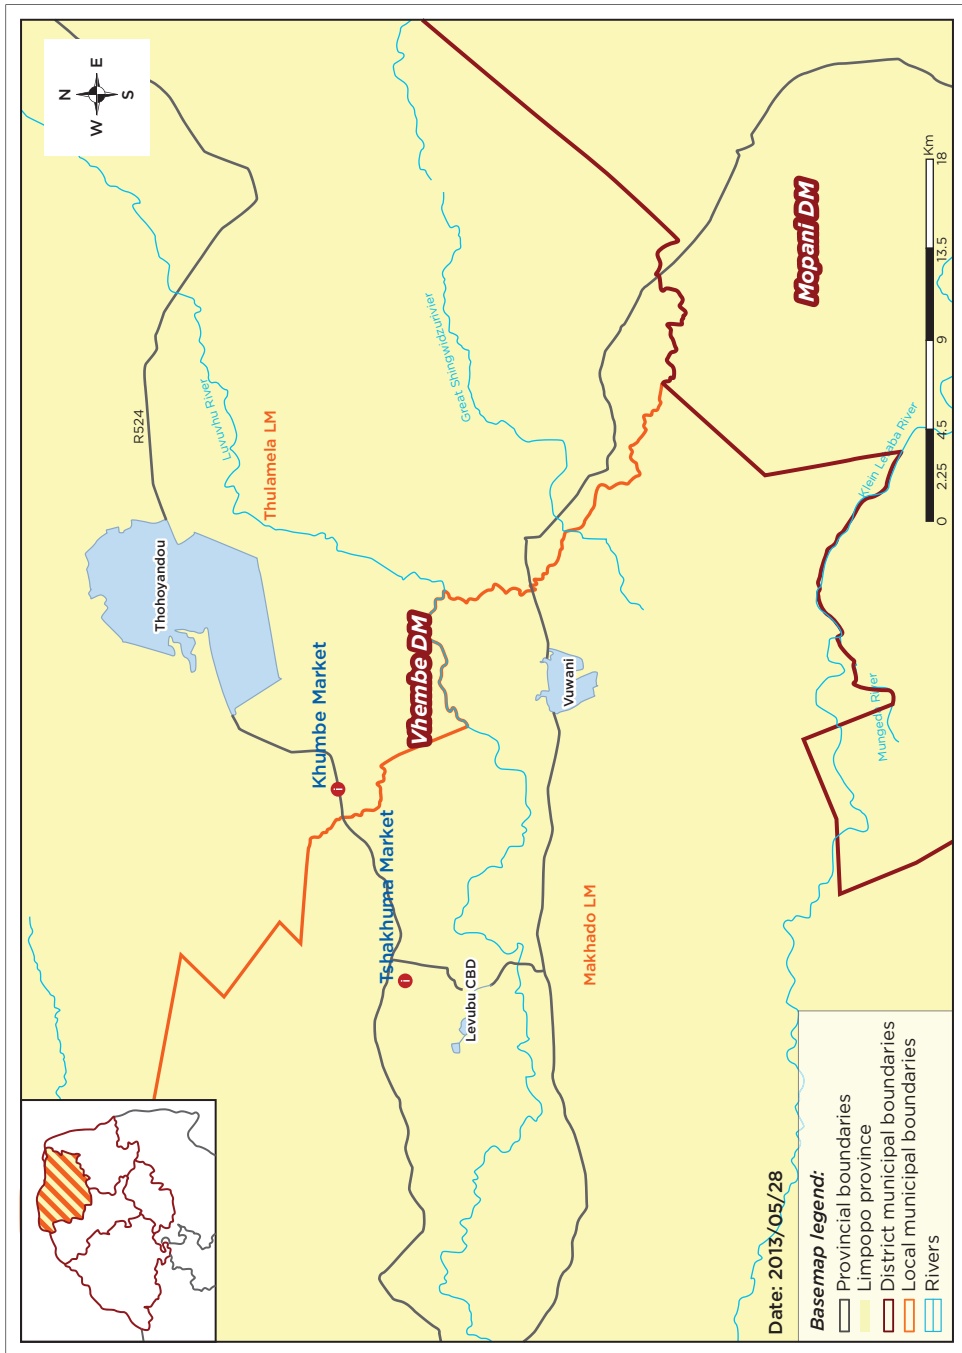 N
W
E
S
R524
Luvuvhu River
Thulamela LM
Great Shingwidzunvier
Thohoyandou
Khumbe Market
Vhembe DM
Mopani DM
Tshakhuma Market
Vuwani
Levubu CBD
Makhado LM
Klein Letaba River
Mungedo River
Km
0 2.25 4.5 9 13.5 18
Date: 2013/05/28
Basemap legend:
Provincial boundaries
Limpopo province
District municipal boundaries
Local municipal boundaries
Rivers